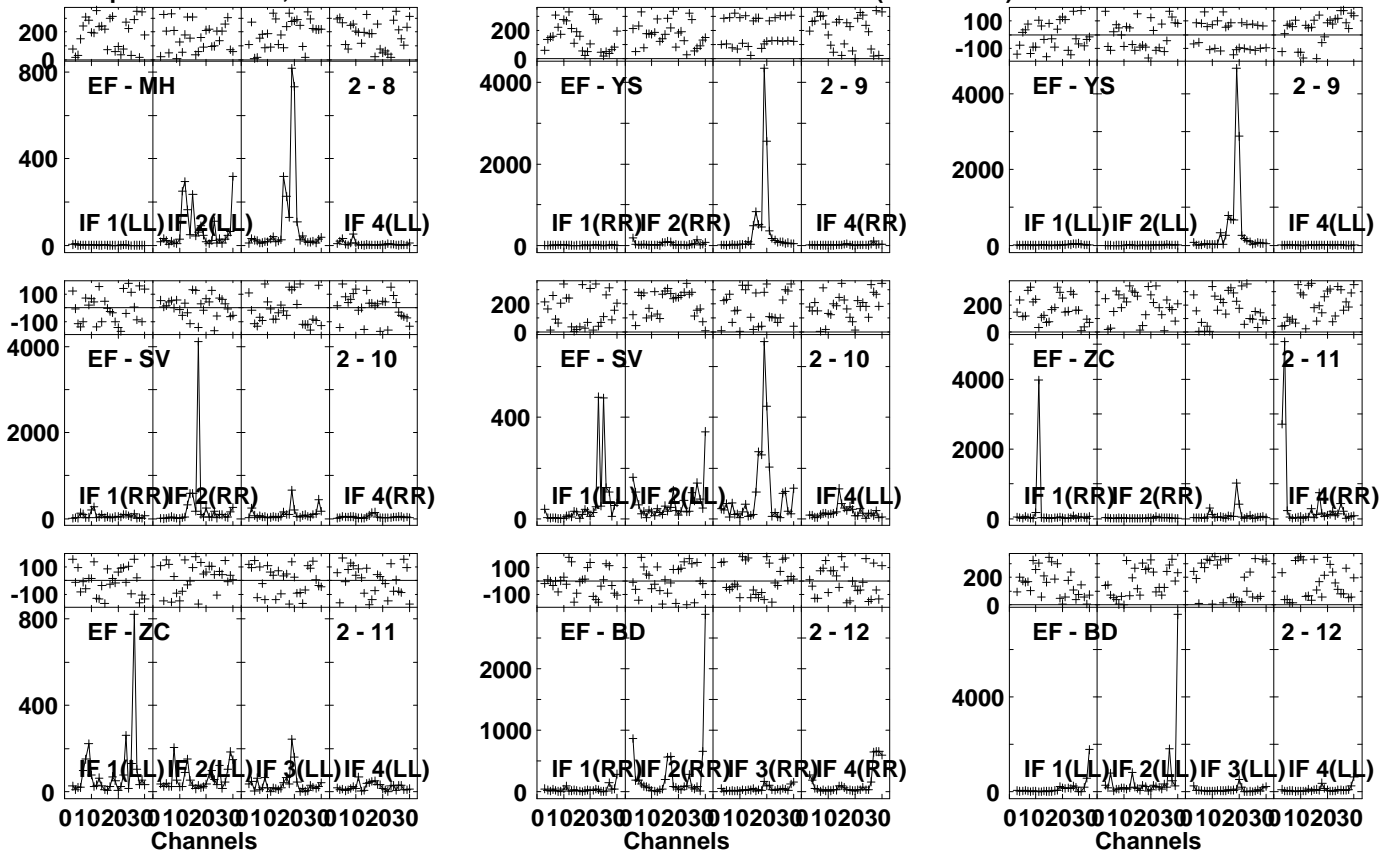 200
0
200
0
100
-100
800
400
0
EF - MH
2 - 8
IF 1(LL)
IF 2(LL)
IF 4(LL)
4000
2000
0
EF - YS
2 - 9
IF 1(RR)
IF 2(RR)
IF 4(RR)
4000
2000
0
EF - YS
2 - 9
IF 1(LL)
IF 2(LL)
IF 4(LL)
100
-100
200
0
200
0
4000
2000
0
EF - SV
2 - 10
IF 1(RR)
IF 2(RR)
IF 4(RR)
400
0
EF - SV
2 - 10
IF 1(LL)
IF 2(LL)
IF 4(LL)
4000
2000
0
EF - ZC
2 - 11
IF 1(RR)
IF 2(RR)
IF 4(RR)
100
-100
100
-100
200
0
800
400
0
EF - ZC
2 - 11
IF 1(LL)
IF 2(LL)
IF 3(LL)
IF 4(LL)
0102030
0102030
0102030
0102030
Channels
2000
1000
0
EF - BD
2 - 12
IF 1(RR)
IF 2(RR)
IF 3(RR)
IF 4(RR)
0102030
0102030
0102030
0102030
Channels
4000
0
EF - BD
2 - 12
IF 1(LL)
IF 2(LL)
IF 3(LL)
IF 4(LL)
0102030
0102030
0102030
0102030
Channels